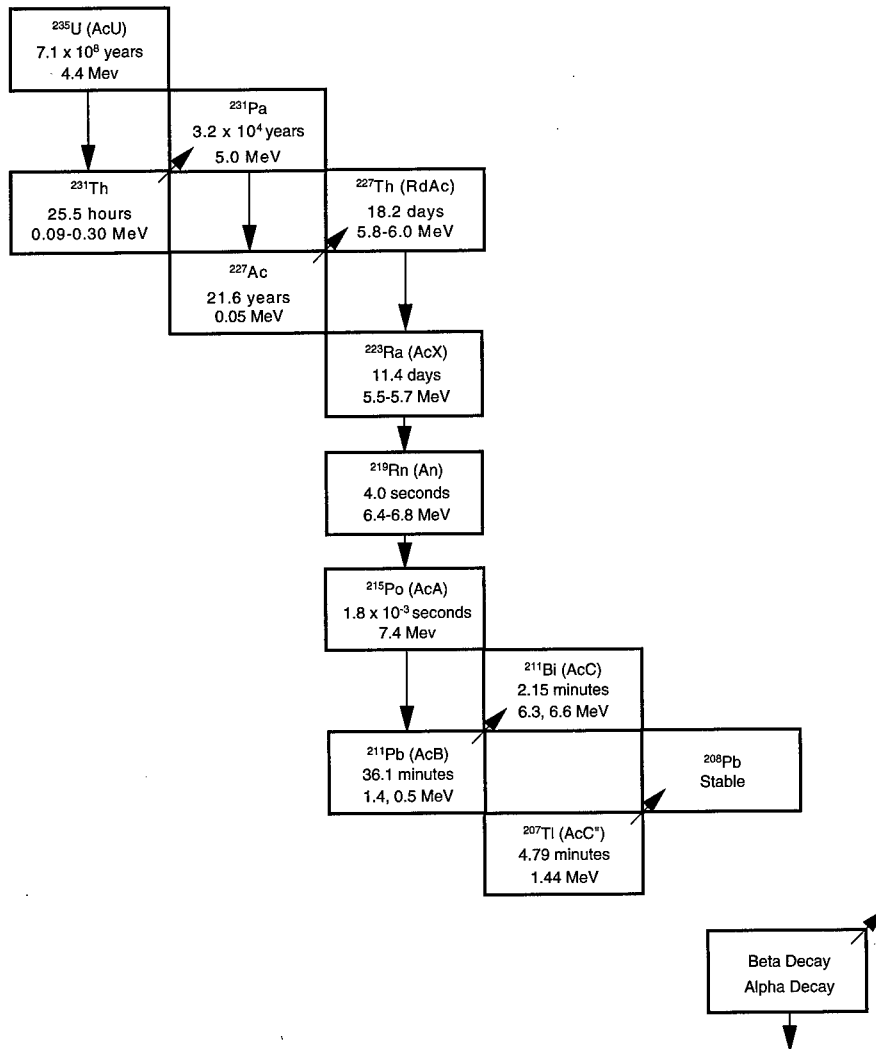 ²³⁵U (AcU)
7.1 x 10⁸ years
4.4 Mev
²³¹Pa
3.2 x 10⁴ years
5.0 MeV
²³¹Th
25.5 hours
0.09-0.30 MeV
²²⁷Th (RdAc)
18.2 days
5.8-6.0 MeV
²²⁷Ac
21.6 years
0.05 MeV
²²³Ra (AcX)
11.4 days
5.5-5.7 MeV
²¹⁹Rn (An)
4.0 seconds
6.4-6.8 MeV
²¹⁵Po (AcA)
1.8 x 10⁻³ seconds
7.4 Mev
²¹¹Bi (AcC)
2.15 minutes
6.3, 6.6 MeV
²¹¹Pb (AcB)
36.1 minutes
1.4, 0.5 MeV
²⁰⁸Pb
Stable
²⁰⁷Tl (AcC")
4.79 minutes
1.44 MeV
Beta Decay
Alpha Decay